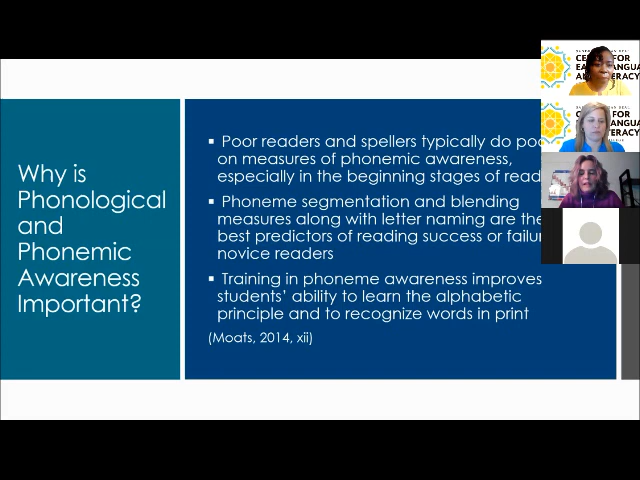 Why is
Phonological
and
Phonemic
Awareness
Important?
▪ Poor readers and spellers typically do
on measures of phonemic awareness,
especially in the beginning stages of
▪ Phoneme segmentation and blending
measures along with letter naming are the
best predictors of reading success or
novice readers
▪ Training in phoneme awareness improves
students’ ability to learn the alphabetic
principle and to recognize words in print
(Moats, 2014, xii)